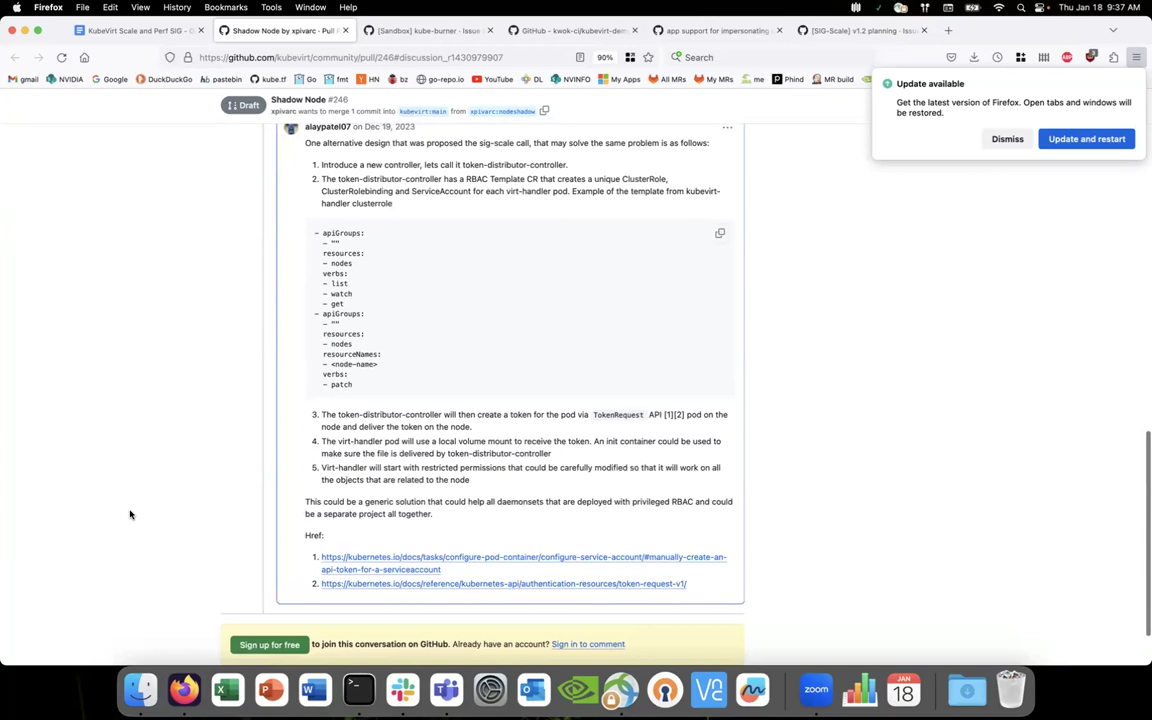 Firefox File Edit View History Bookmarks Tools Window Help Thu Jan 18 9:37 AM
KubeVirt Scale and Perf SIG - Shadow Node by xpivarc · Pull [Sandbox] kube-burner · Issue GitHub - kwok-ci/kubevirt-dem app support for impersonating [SIG-Scale] v1.2 planning · Issu
https://github.com/kubevirt/community/pull/246#discussion_r1430979907 90% Search
gmail NVIDIA DuckDuckGo pastebin kube.tf Go fmt HN bz go-repo.io YouTube DL NVINFO My Apps All MRs My MRs me Phind MR build
Update available
Get the latest version of Firefox. Open tabs and windows will
be restored.
Dismiss Update and restart
Draft
Shadow Node #246
xpivarc wants to merge 1 commit into kubevirt:main from xpivarc:nodeshadow
alaypatel07 on Dec 19, 2023
One alternative design that was proposed the sig-scale call, that may solve the same problem is as follows:
1. Introduce a new controller, lets call it token-distributor-controller.
2. The token-distributor-controller has a RBAC Template CR that creates a unique ClusterRole,
ClusterRolebinding and ServiceAccount for each virt-handler pod. Example of the template from kubevirt-
handler clusterrole
- apiGroups:
- ""
resources:
- nodes
verbs:
- list
- watch
- get
- apiGroups:
- ""
resources:
- nodes
resourceNames:
- <node-name>
verbs:
- patch
3. The token-distributor-controller will then create a token for the pod via TokenRequest API [1][2] pod on the
node and deliver the token on the node.
4. The virt-handler pod will use a local volume mount to receive the token. An init container could be used to
make sure the file is delivered by token-distributor-controller
5. Virt-handler will start with restricted permissions that could be carefully modified so that it will work on all
the objects that are related to the node
This could be a generic solution that could help all daemonsets that are deployed with privileged RBAC and could
be a separate project all together.
Href:
1. https://kubernetes.io/docs/tasks/configure-pod-container/configure-service-account/#manually-create-an-
api-token-for-a-serviceaccount
2. https://kubernetes.io/docs/reference/kubernetes-api/authentication-resources/token-request-v1/
Sign up for free to join this conversation on GitHub. Already have an account? Sign in to comment
zoom
JAN
18